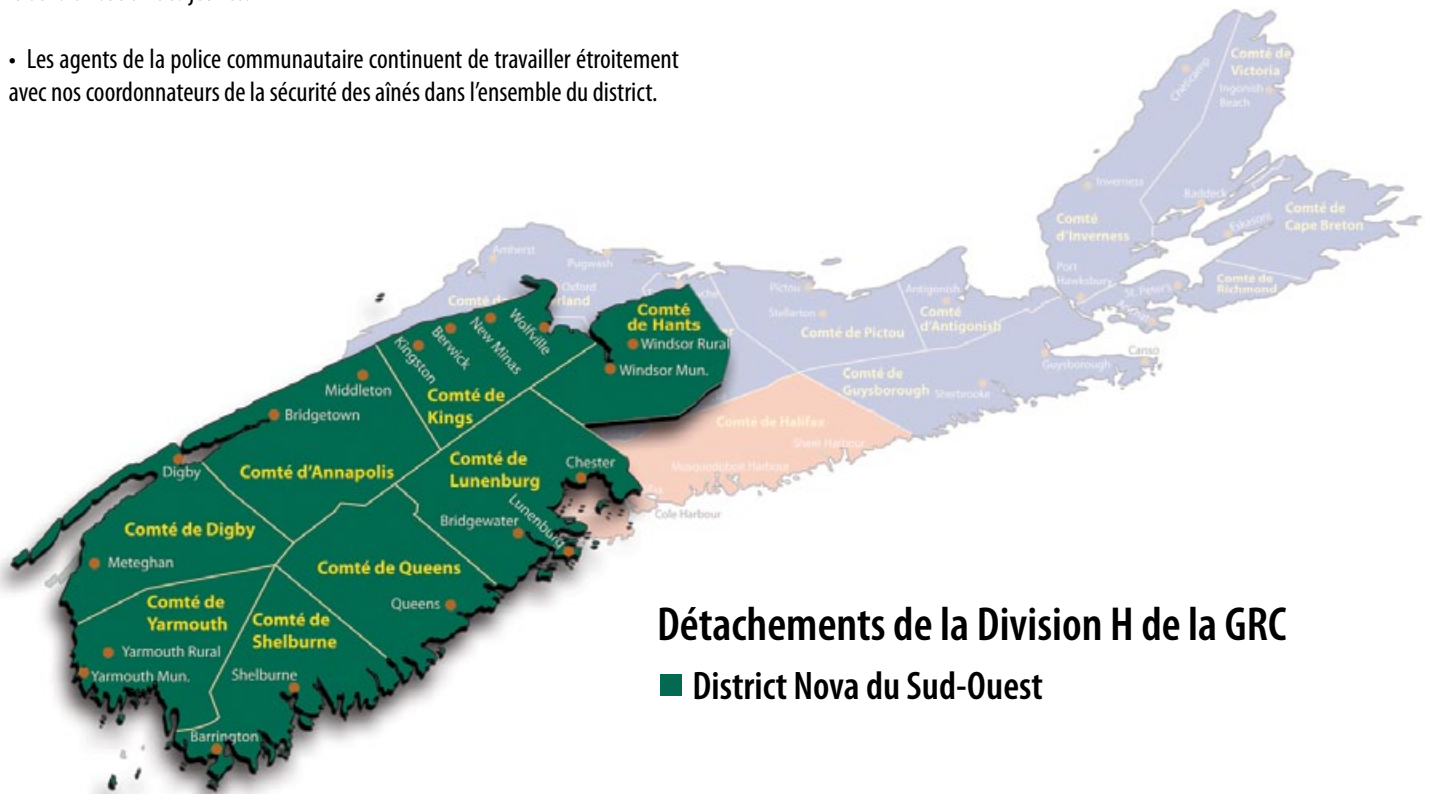 • Les agents de la police communautaire continuent de travailler étroitement
avec nos coordonnateurs de la sécurité des aînés dans l'ensemble du district.
Comté de
Victoria
Cheticamp
Ingonish
Beach
Inverness
Baddeck
Comté
d'Inverness
Eskasoni
Comté de
Cape Breton
Port
Hawksbury
St. Peter's
Comté de
Richmond
Amherst
Pugwash
Oxford
Pictou
Stellarton
Comté de Pictou
Antigonish
Comté
d'Antigonish
Comté de
Guysborough
Sherbrooke
Guysborough
Canso
Comté de Halifax
Sheet Harbour
Musquodoboit Harbour
Cole Harbour
Comté
de Hants
Windsor Rural
Windsor Mun.
Wolfville
New Minas
Berwick
Kingston
Comté de
Kings
Middleton
Bridgetown
Digby
Comté d'Annapolis
Comté de
Lunenburg
Chester
Lunenburg
Bridgewater
Comté de Digby
Meteghan
Comté de Queens
Queens
Comté de
Yarmouth
Yarmouth Rural
Yarmouth Mun.
Comté de
Shelburne
Shelburne
Barrington
Détachements de la Division H de la GRC
District Nova du Sud-Ouest